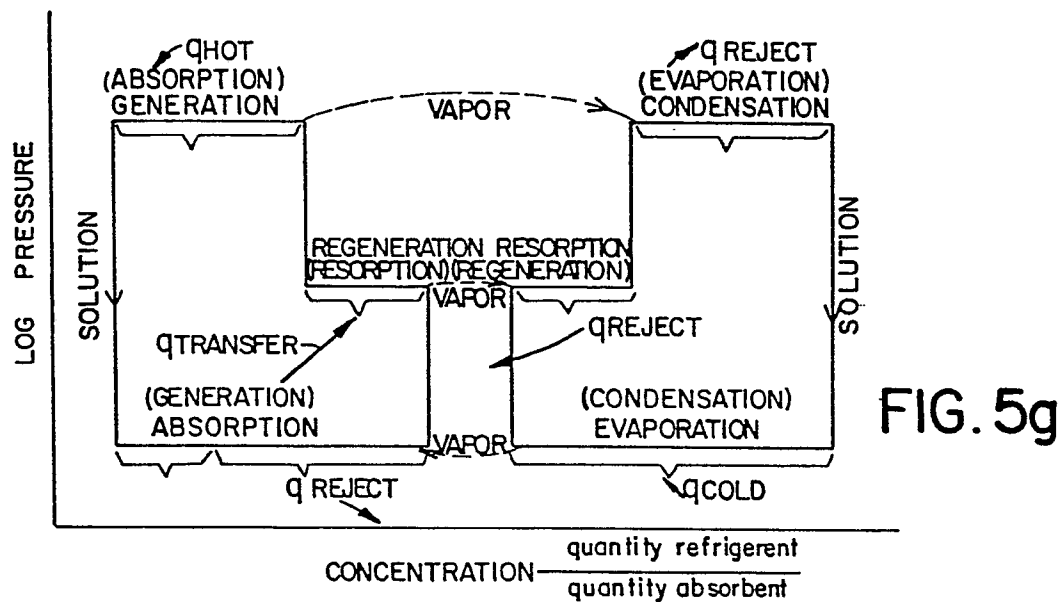 qHOT
(ABSORPTION)
GENERATION
qREJECT
(EVAPORATION)
CONDENSATION
VAPOR
LOG PRESSURE
SOLUTION
SOLUTION
REGENERATION RESORPTION
(RESORPTION)(REGENERATION)
VAPOR
qTRANSFER
qREJECT
(GENERATION)
ABSORPTION
(CONDENSATION)
EVAPORATION
VAPOR
FIG. 5g
q REJECT
qCOLD
CONCENTRATION
quantity refrigerent
quantity absorbent